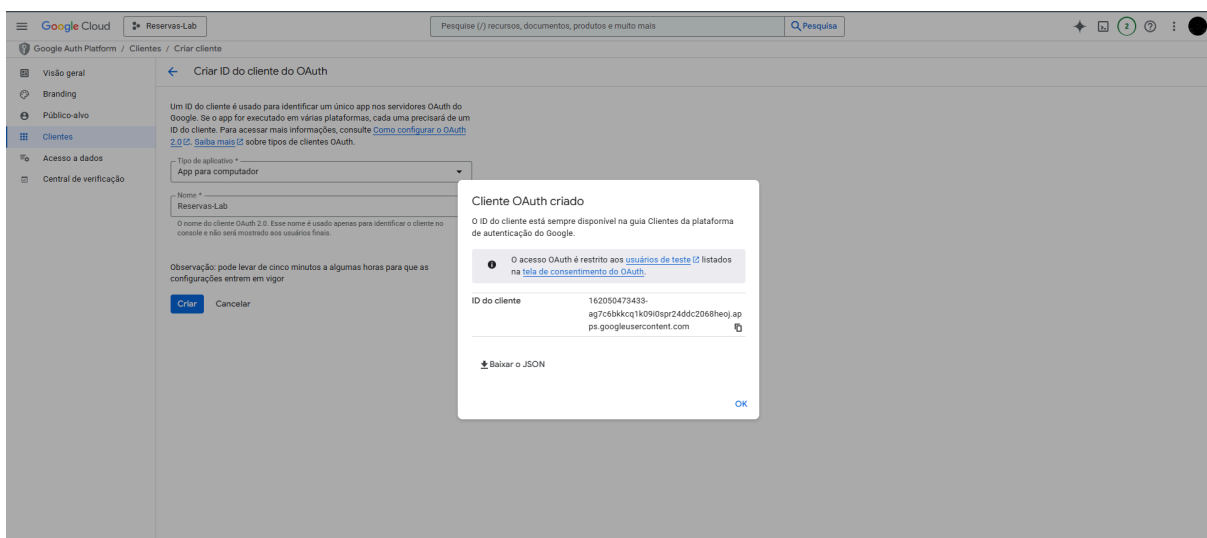 Google Cloud
Reservas-Lab
Pesquise (/) recursos, documentos, produtos e muito mais
Pesquisa
2
Google Auth Platform / Clientes / Criar cliente
Visão geral
Branding
Público-alvo
Clientes
Acesso a dados
Central de verificação
Criar ID do cliente do OAuth
Um ID do cliente é usado para identificar um único app nos servidores OAuth do
Google. Se o app for executado em várias plataformas, cada uma precisará de um
ID do cliente. Para acessar mais informações, consulte Como configurar o OAuth
2.0. Saiba mais sobre tipos de clientes OAuth.
Tipo de aplicativo *
App para computador
Nome *
Reservas-Lab
O nome do cliente OAuth 2.0. Esse nome é usado apenas para identificar o cliente no
console e não será mostrado aos usuários finais.
Observação: pode levar de cinco minutos a algumas horas para que as
configurações entrem em vigor
Criar
Cancelar
Cliente OAuth criado
O ID do cliente está sempre disponível na guia Clientes da plataforma
de autenticação do Google.
O acesso OAuth é restrito aos usuários de teste listados
na tela de consentimento do OAuth.
ID do cliente
162050473433-
ag7c6bkkcq1k09i0spr24ddc2068heoj.ap
ps.googleusercontent.com
Baixar o JSON
OK